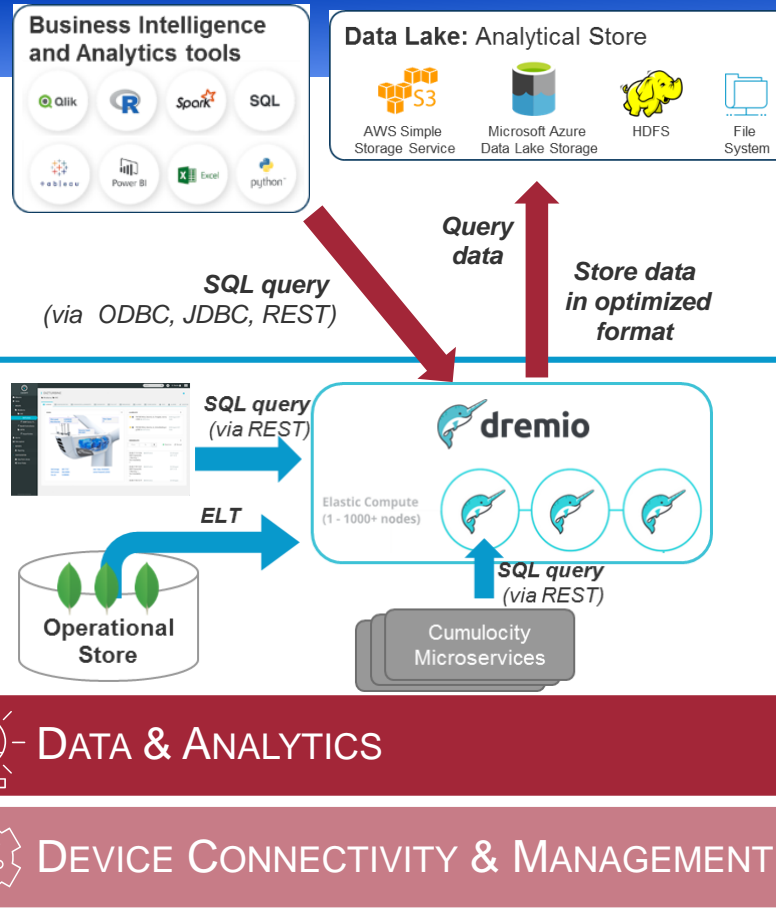 Business Intelligence
and Analytics tools
Qlik
R
Spark
SQL
+ableau
Power BI
Excel
python
Data Lake: Analytical Store
S3
AWS Simple
Storage Service
Microsoft Azure
Data Lake Storage
HDFS
File
System
Query
data
SQL query
(via ODBC, JDBC, REST)
Store data
in optimized
format
SQL query
(via REST)
dremio
Elastic Compute
(1 - 1000+ nodes)
ELT
SQL query
(via REST)
Operational
Store
Cumulocity
Microservices
DATA & ANALYTICS
DEVICE CONNECTIVITY & MANAGEMENT